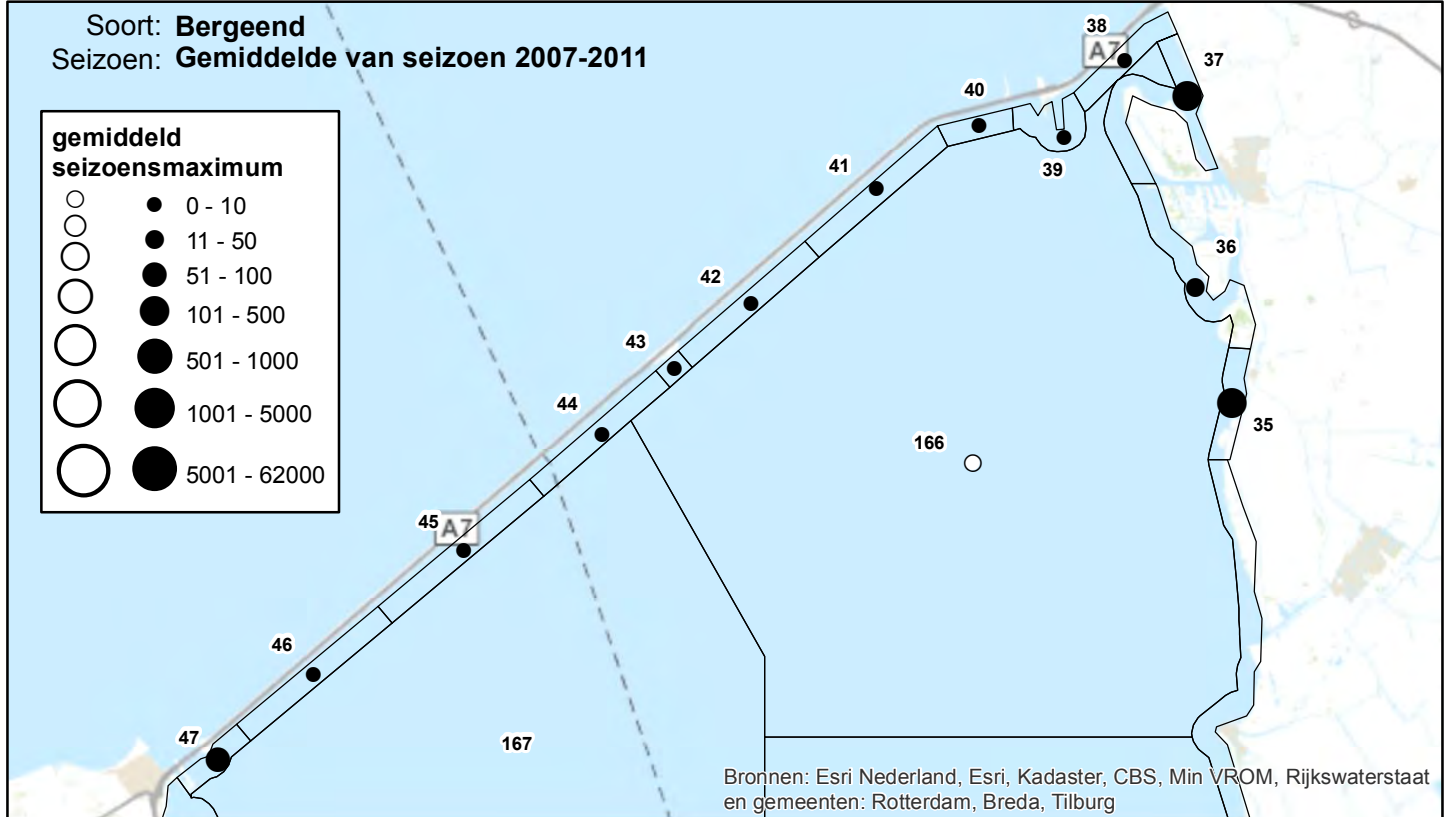 Soort: Bergeend
Seizoen: Gemiddelde van seizoen 2007-2011
gemiddeld
seizoensmaximum
0 - 10
11 - 50
51 - 100
101 - 500
501 - 1000
1001 - 5000
5001 - 62000
38
A7
37
40
39
41
36
42
43
44
35
166
45
A7
46
47
167
Bronnen: Esri Nederland, Esri, Kadaster, CBS, Min VROM, Rijkswaterstaat
en gemeenten: Rotterdam, Breda, Tilburg